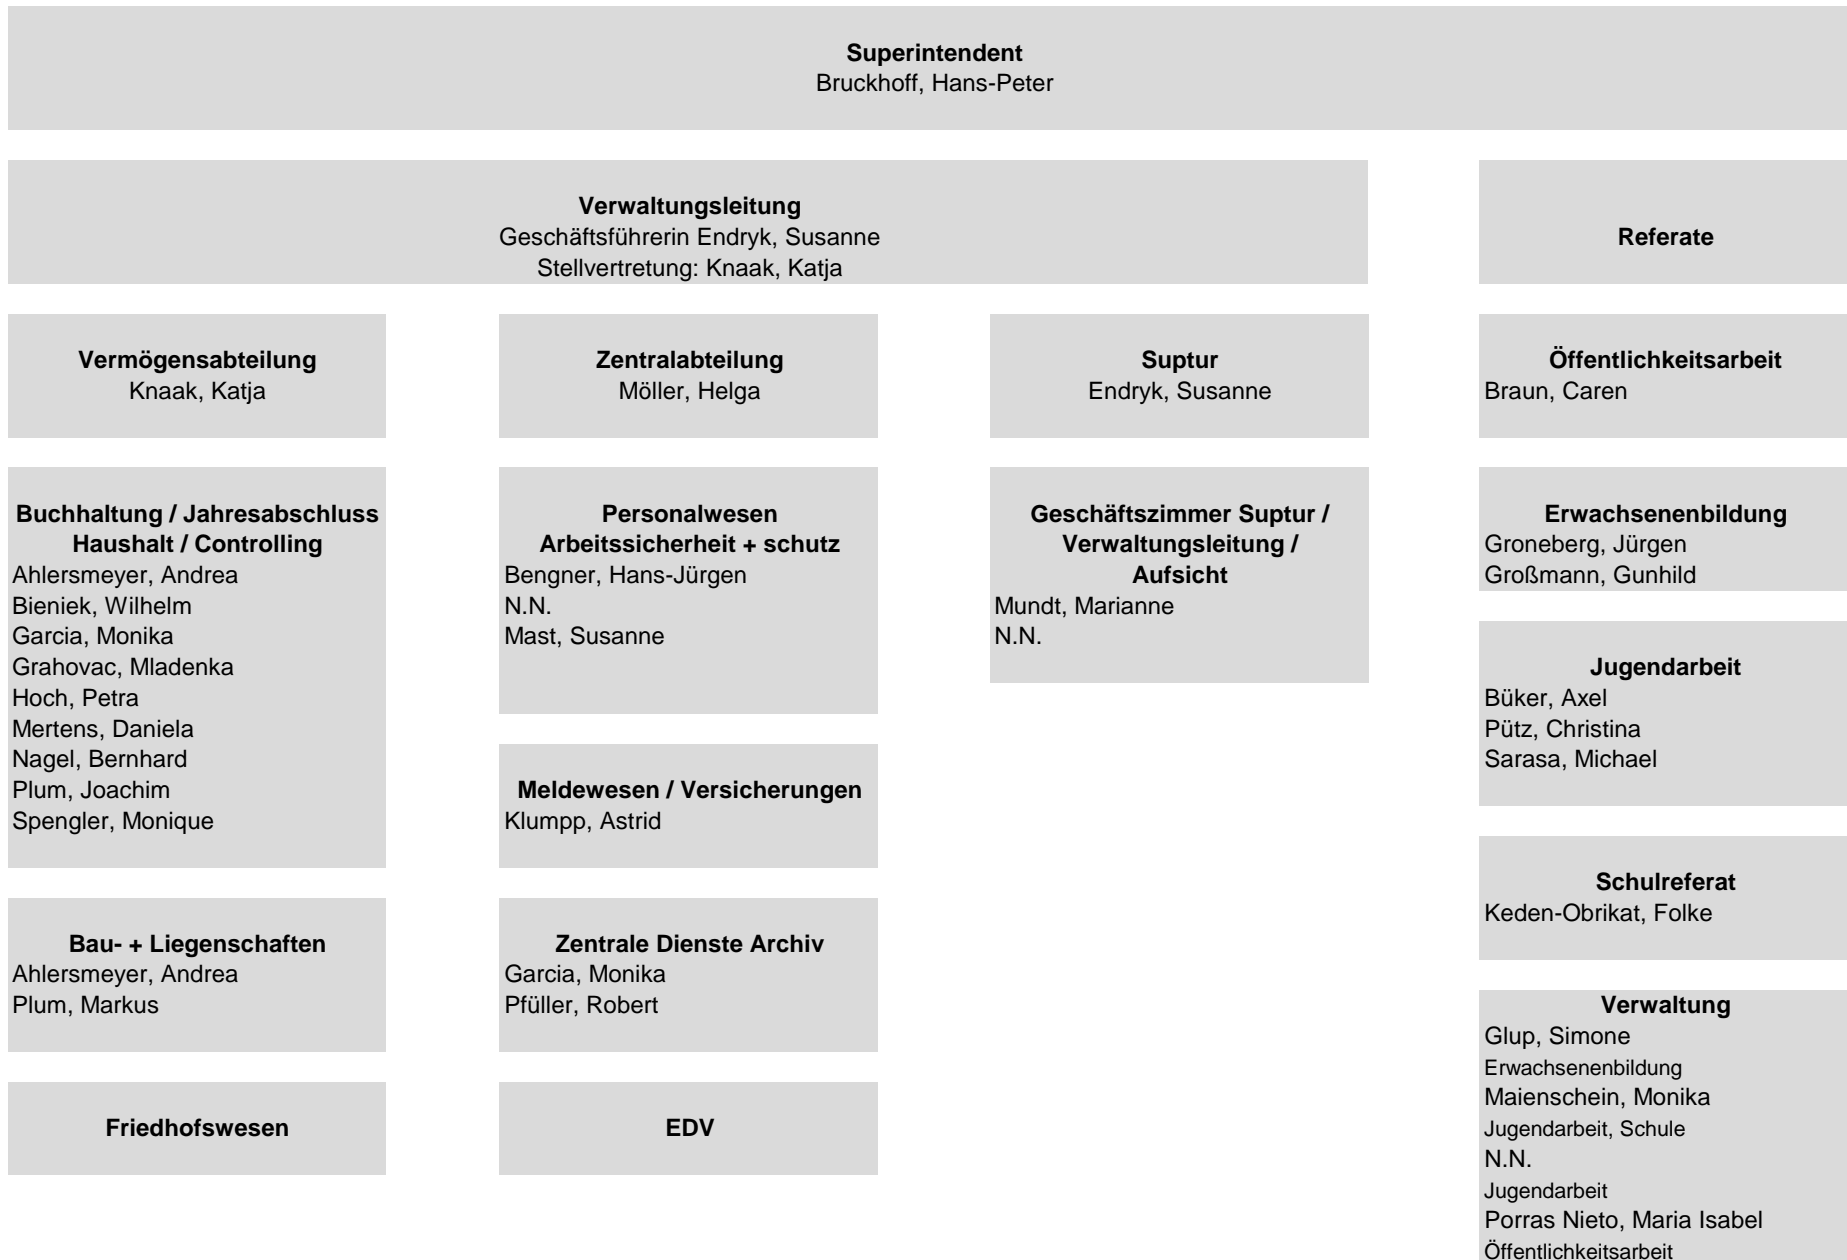 Superintendent
Bruckhoff, Hans-Peter
Verwaltungsleitung
Geschäftsführerin Endryk, Susanne
Stellvertretung: Knaak, Katja
Referate
Vermögensabteilung
Knaak, Katja
Zentralabteilung
Möller, Helga
Suptur
Endryk, Susanne
Öffentlichkeitsarbeit
Braun, Caren
Buchhaltung / Jahresabschluss
Haushalt / Controlling
Ahlersmeyer, Andrea
Bieniek, Wilhelm
Garcia, Monika
Grahovac, Mladenka
Hoch, Petra
Mertens, Daniela
Nagel, Bernhard
Plum, Joachim
Spengler, Monique
Personalwesen
Arbeitssicherheit + schutz
Bengner, Hans-Jürgen
N.N.
Mast, Susanne
Geschäftszimmer Suptur /
Verwaltungsleitung /
Aufsicht
Mundt, Marianne
N.N.
Erwachsenenbildung
Groneberg, Jürgen
Großmann, Gunhild
Jugendarbeit
Büker, Axel
Pütz, Christina
Sarasa, Michael
Meldewesen / Versicherungen
Klumpp, Astrid
Schulreferat
Keden-Obrikat, Folke
Bau- + Liegenschaften
Ahlersmeyer, Andrea
Plum, Markus
Zentrale Dienste Archiv
Garcia, Monika
Pfüller, Robert
Verwaltung
Glup, Simone
Erwachsenenbildung
Maienschein, Monika
Jugendarbeit, Schule
N.N.
Jugendarbeit
Porras Nieto, Maria Isabel
Öffentlichkeitsarbeit
Friedhofswesen
EDV